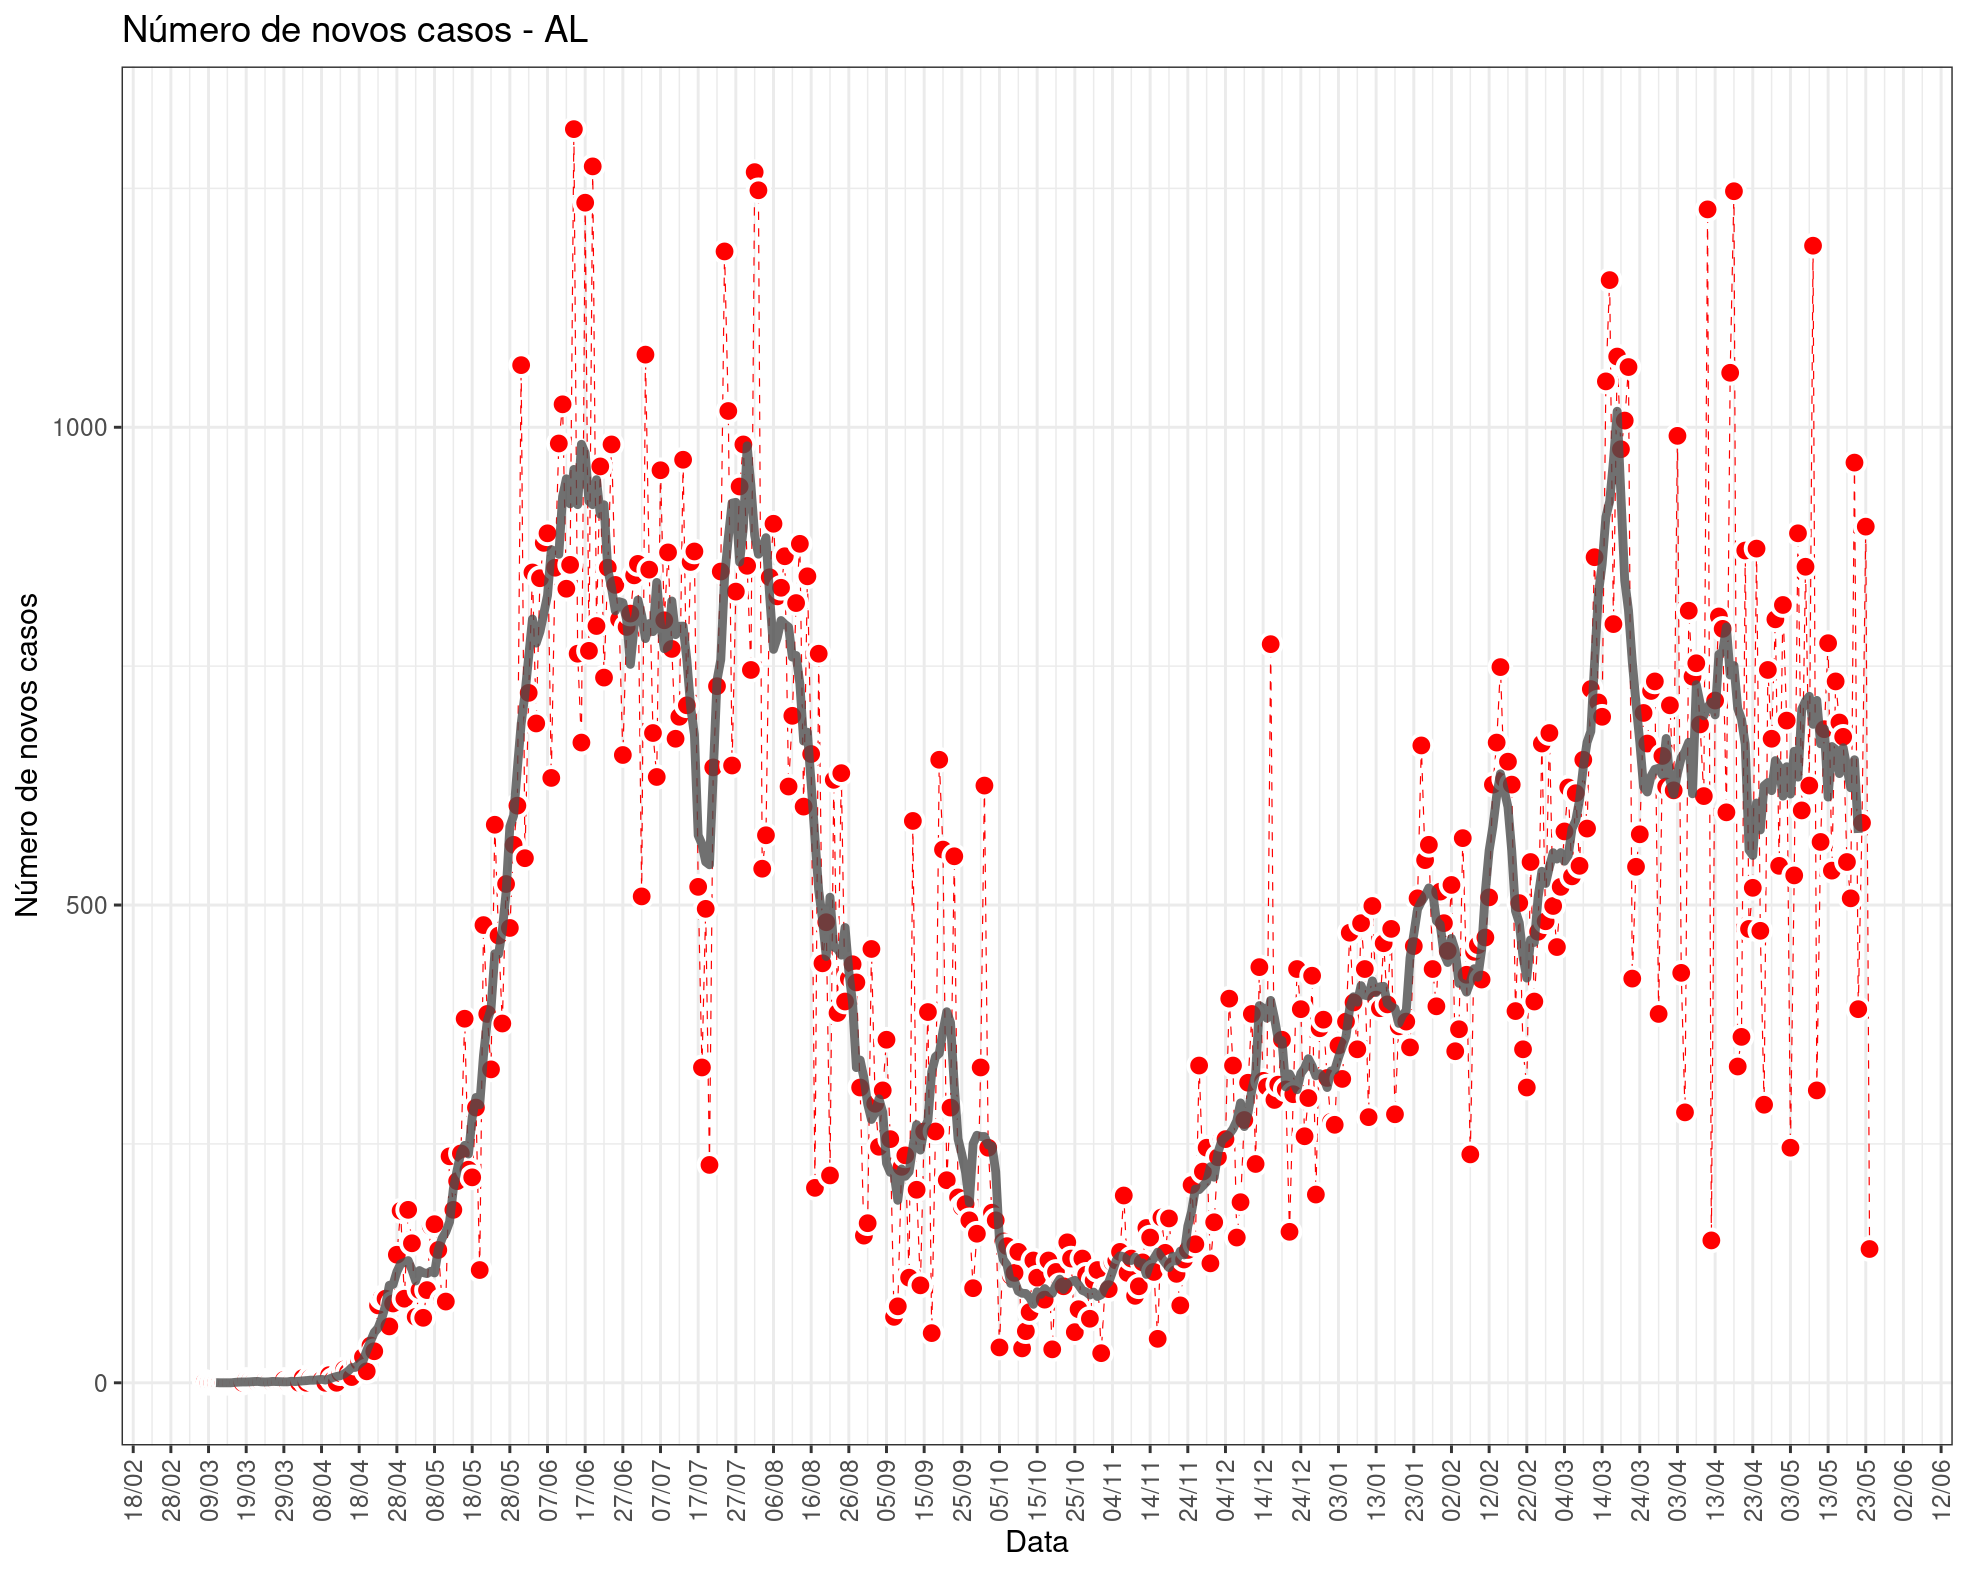 Número de novos casos - AL
Número de novos casos
1000
500
0
18/02 28/02 09/03 19/03 29/03 08/04 18/04 28/04 08/05 18/05 28/05 07/06 17/06 27/06 07/07 17/07 27/07 06/08 16/08 26/08 05/09 15/09 25/09 05/10 15/10 25/10 04/11 14/11 24/11 04/12 14/12 24/12 03/01 13/01 23/01 02/02 12/02 22/02 04/03 14/03 24/03 03/04 13/04 23/04 03/05 13/05 23/05 02/06 12/06
Data